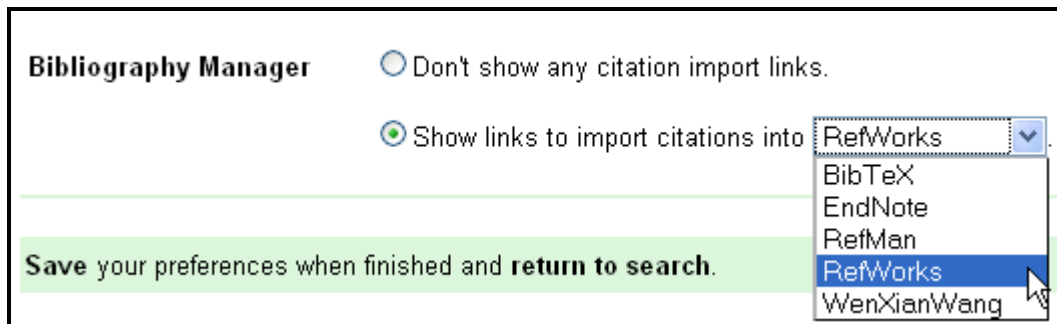 Bibliography Manager Don't show any citation import links.
Show links to import citations into RefWorks.
BibTeX
EndNote
RefMan
RefWorks
WenXianWang
Save your preferences when finished and return to search.